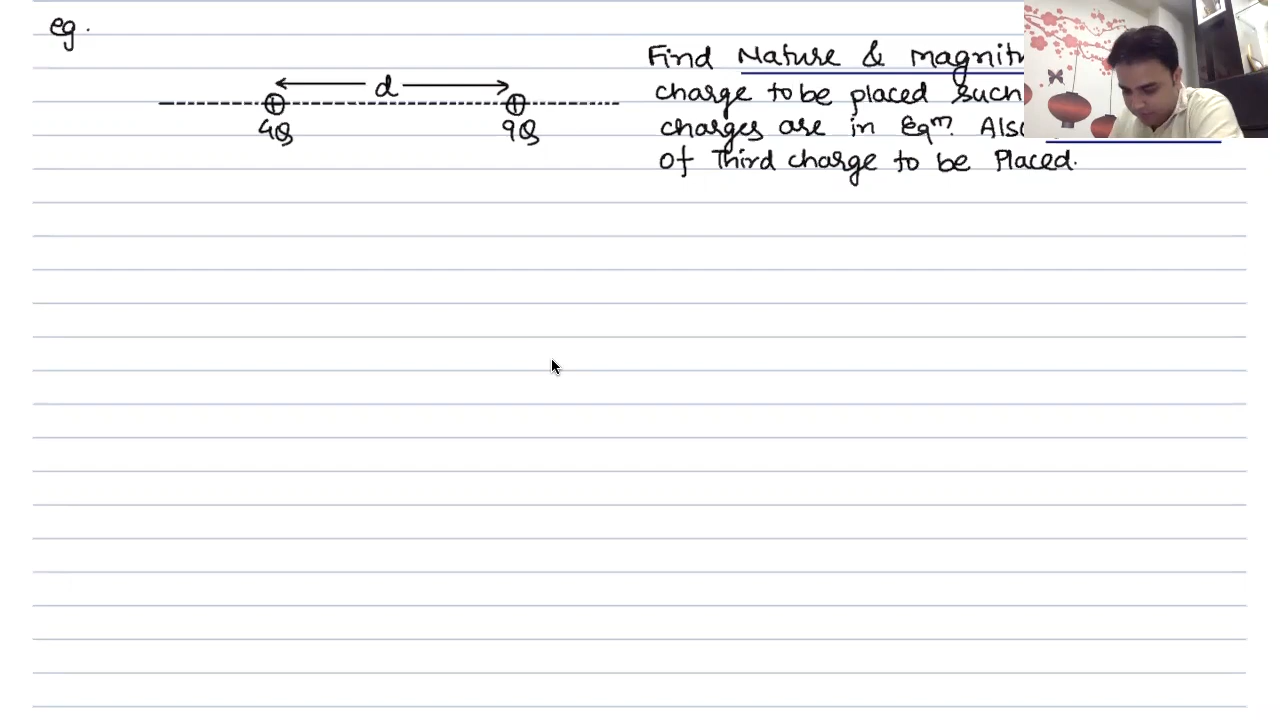 eg.
d
4Q 9Q
Find Nature & Magnit
charge to be placed such
charges are in Eqm. Also
of Third charge to be Placed.